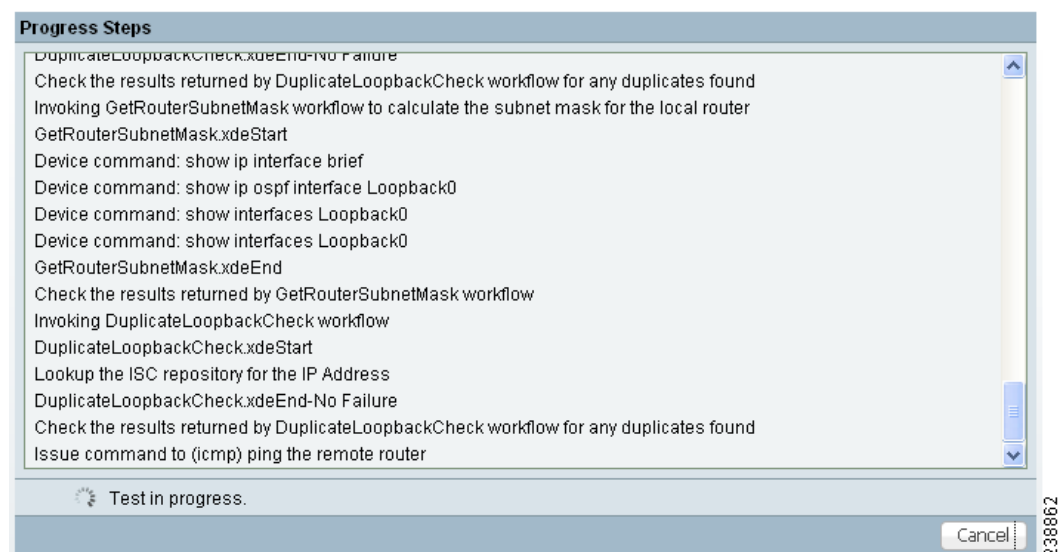 Progress Steps
DuplicateLoopbackCheck.xdeEnd-No Failure
Check the results returned by DuplicateLoopbackCheck workflow for any duplicates found
Invoking GetRouterSubnetMask workflow to calculate the subnet mask for the local router
GetRouterSubnetMask.xdeStart
Device command: show ip interface brief
Device command: show ip ospf interface Loopback0
Device command: show interfaces Loopback0
Device command: show interfaces Loopback0
GetRouterSubnetMask.xdeEnd
Check the results returned by GetRouterSubnetMask workflow
Invoking DuplicateLoopbackCheck workflow
DuplicateLoopbackCheck.xdeStart
Lookup the ISC repository for the IP Address
DuplicateLoopbackCheck.xdeEnd-No Failure
Check the results returned by DuplicateLoopbackCheck workflow for any duplicates found
Issue command to (icmp) ping the remote router
Test in progress.
Cancel
238862